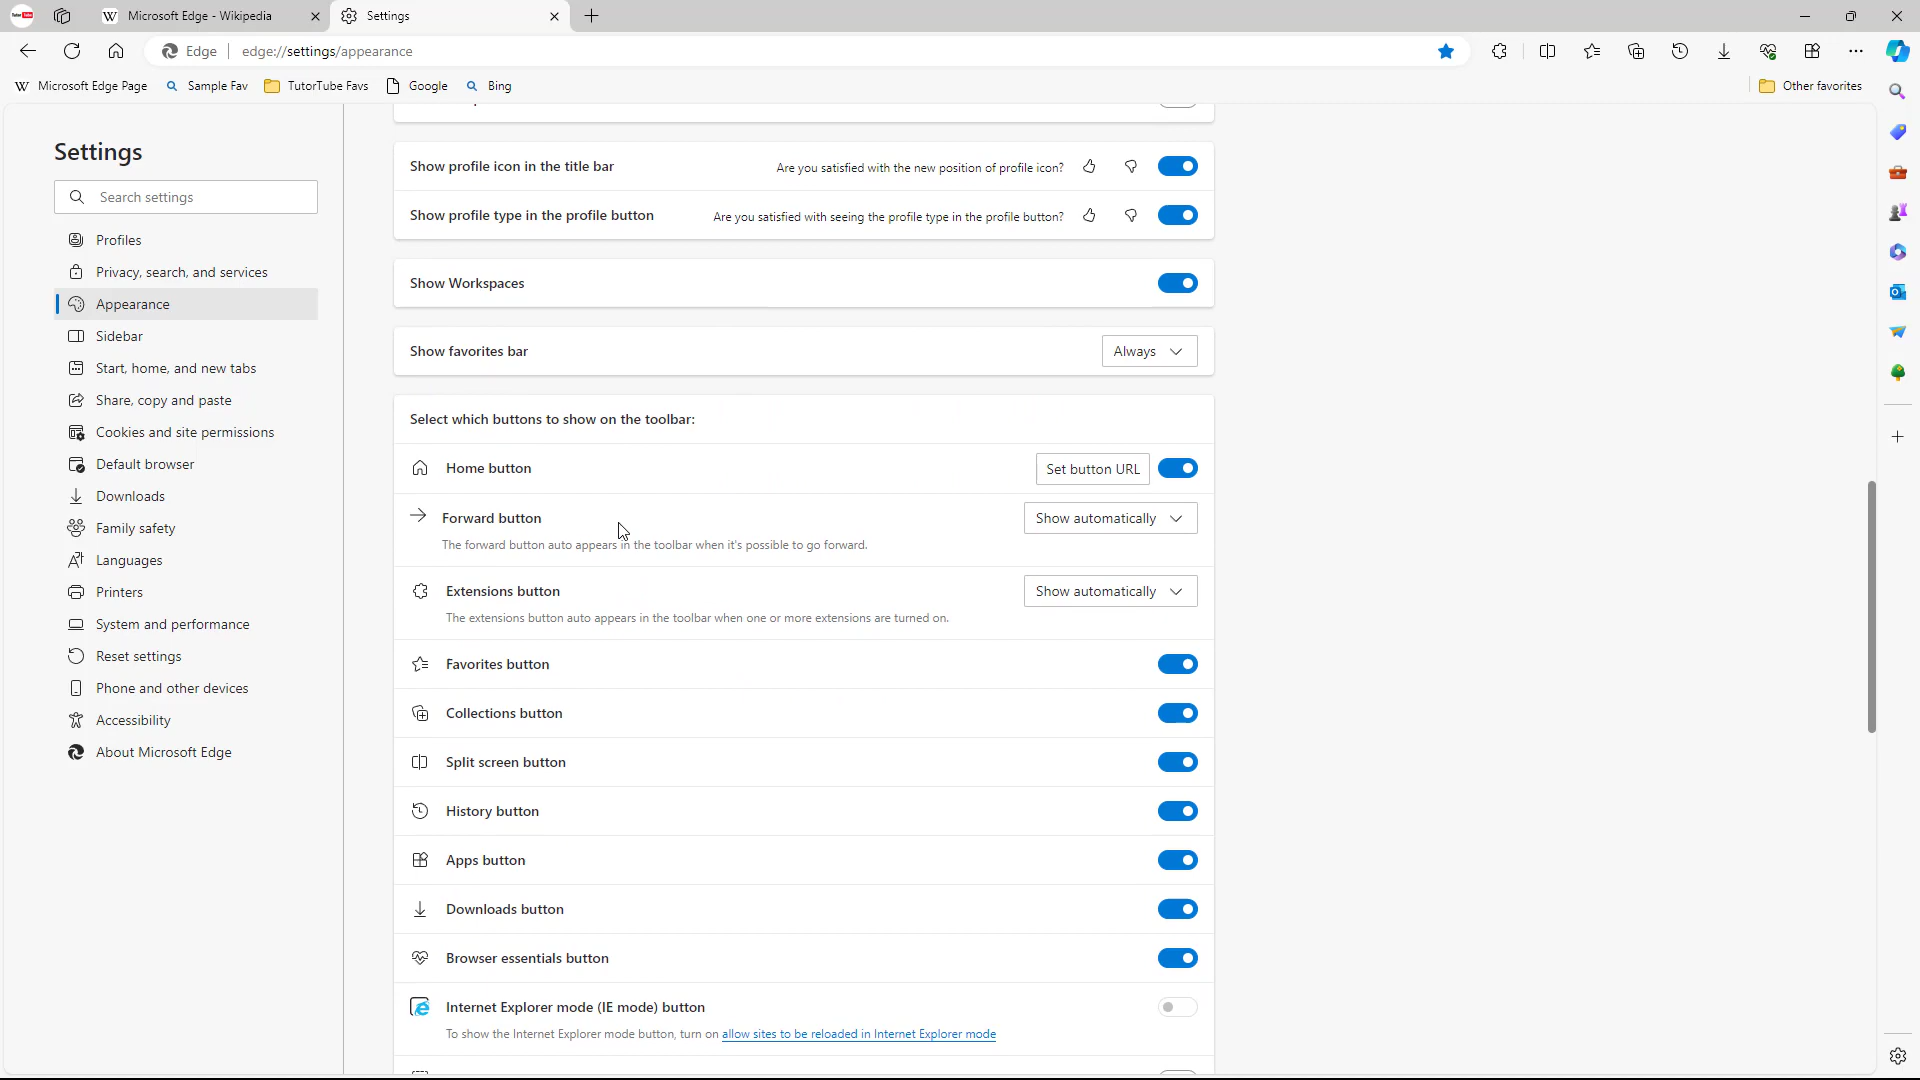 Microsoft Edge - Wikipedia
Settings
Edge
edge://settings/appearance
Microsoft Edge Page
Sample Fav
TutorTube Favs
Google
Bing
Other favorites
Settings
Search settings
Profiles
Privacy, search, and services
Appearance
Sidebar
Start, home, and new tabs
Share, copy and paste
Cookies and site permissions
Default browser
Downloads
Family safety
Languages
Printers
System and performance
Reset settings
Phone and other devices
Accessibility
About Microsoft Edge
Show profile icon in the title bar
Are you satisfied with the new position of profile icon?
Show profile type in the profile button
Are you satisfied with seeing the profile type in the profile button?
Show Workspaces
Show favorites bar
Always
Select which buttons to show on the toolbar:
Home button
Set button URL
Forward button
Show automatically
The forward button auto appears in the toolbar when it's possible to go forward.
Extensions button
Show automatically
The extensions button auto appears in the toolbar when one or more extensions are turned on.
Favorites button
Collections button
Split screen button
History button
Apps button
Downloads button
Browser essentials button
Internet Explorer mode (IE mode) button
To show the Internet Explorer mode button, turn on allow sites to be reloaded in Internet Explorer mode